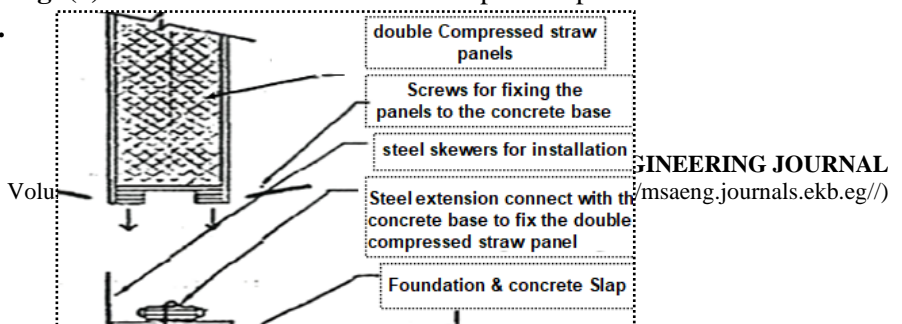 double Compressed straw
panels
Screws for fixing the
panels to the concrete base
steel skewers for installation
GINEERING JOURNAL
Volu
/msaeng.journals.ekb.eg//)
Steel extension connect with th
concrete base to fix the double
compressed straw panel
Foundation & concrete Slap